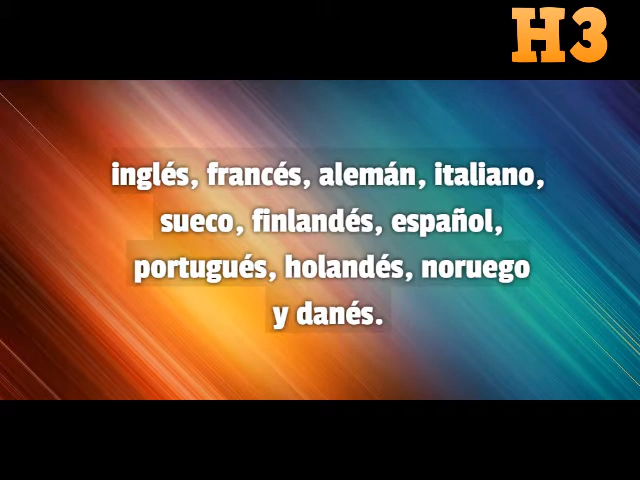 H3
inglés, francés, alemán, italiano,
sueco, finlandés, español,
portugués, holandés, noruego
y danés.